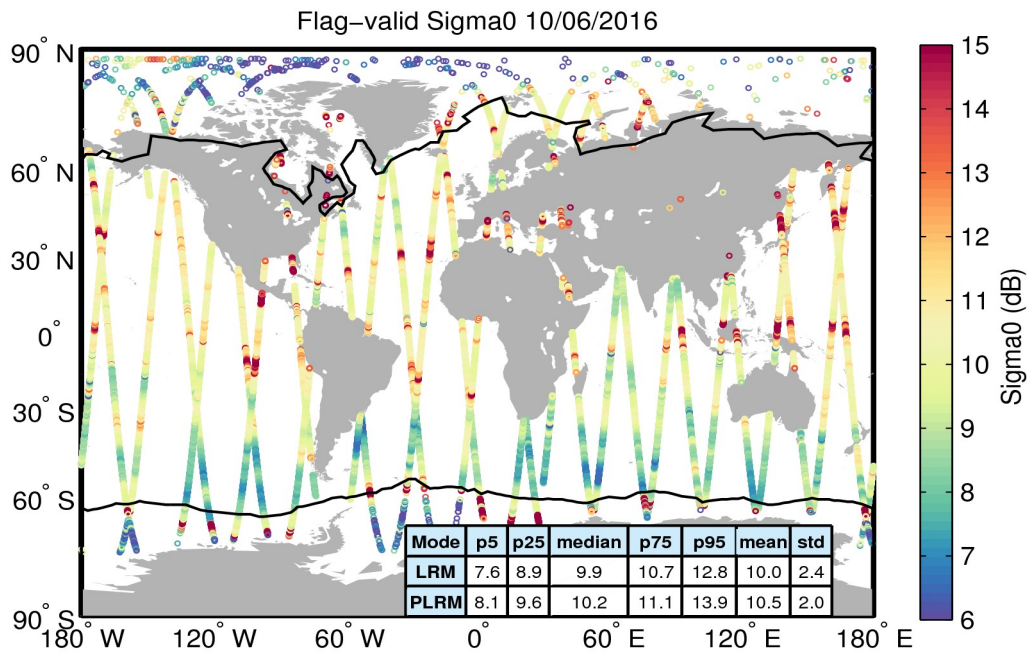 Flag−valid Sigma0 10/06/2016
90° N
60° N
30° N
0°
30° S
60° S
90° S
180° W
120° W
60° W
0°
60° E
120° E
180° E
Mode p5 p25 median p75 p95 mean std
LRM 7.6 8.9 9.9 10.7 12.8 10.0 2.4
PLRM 8.1 9.6 10.2 11.1 13.9 10.5 2.0
15
14
13
12
11
10
9
8
7
6
Sigma0 (dB)